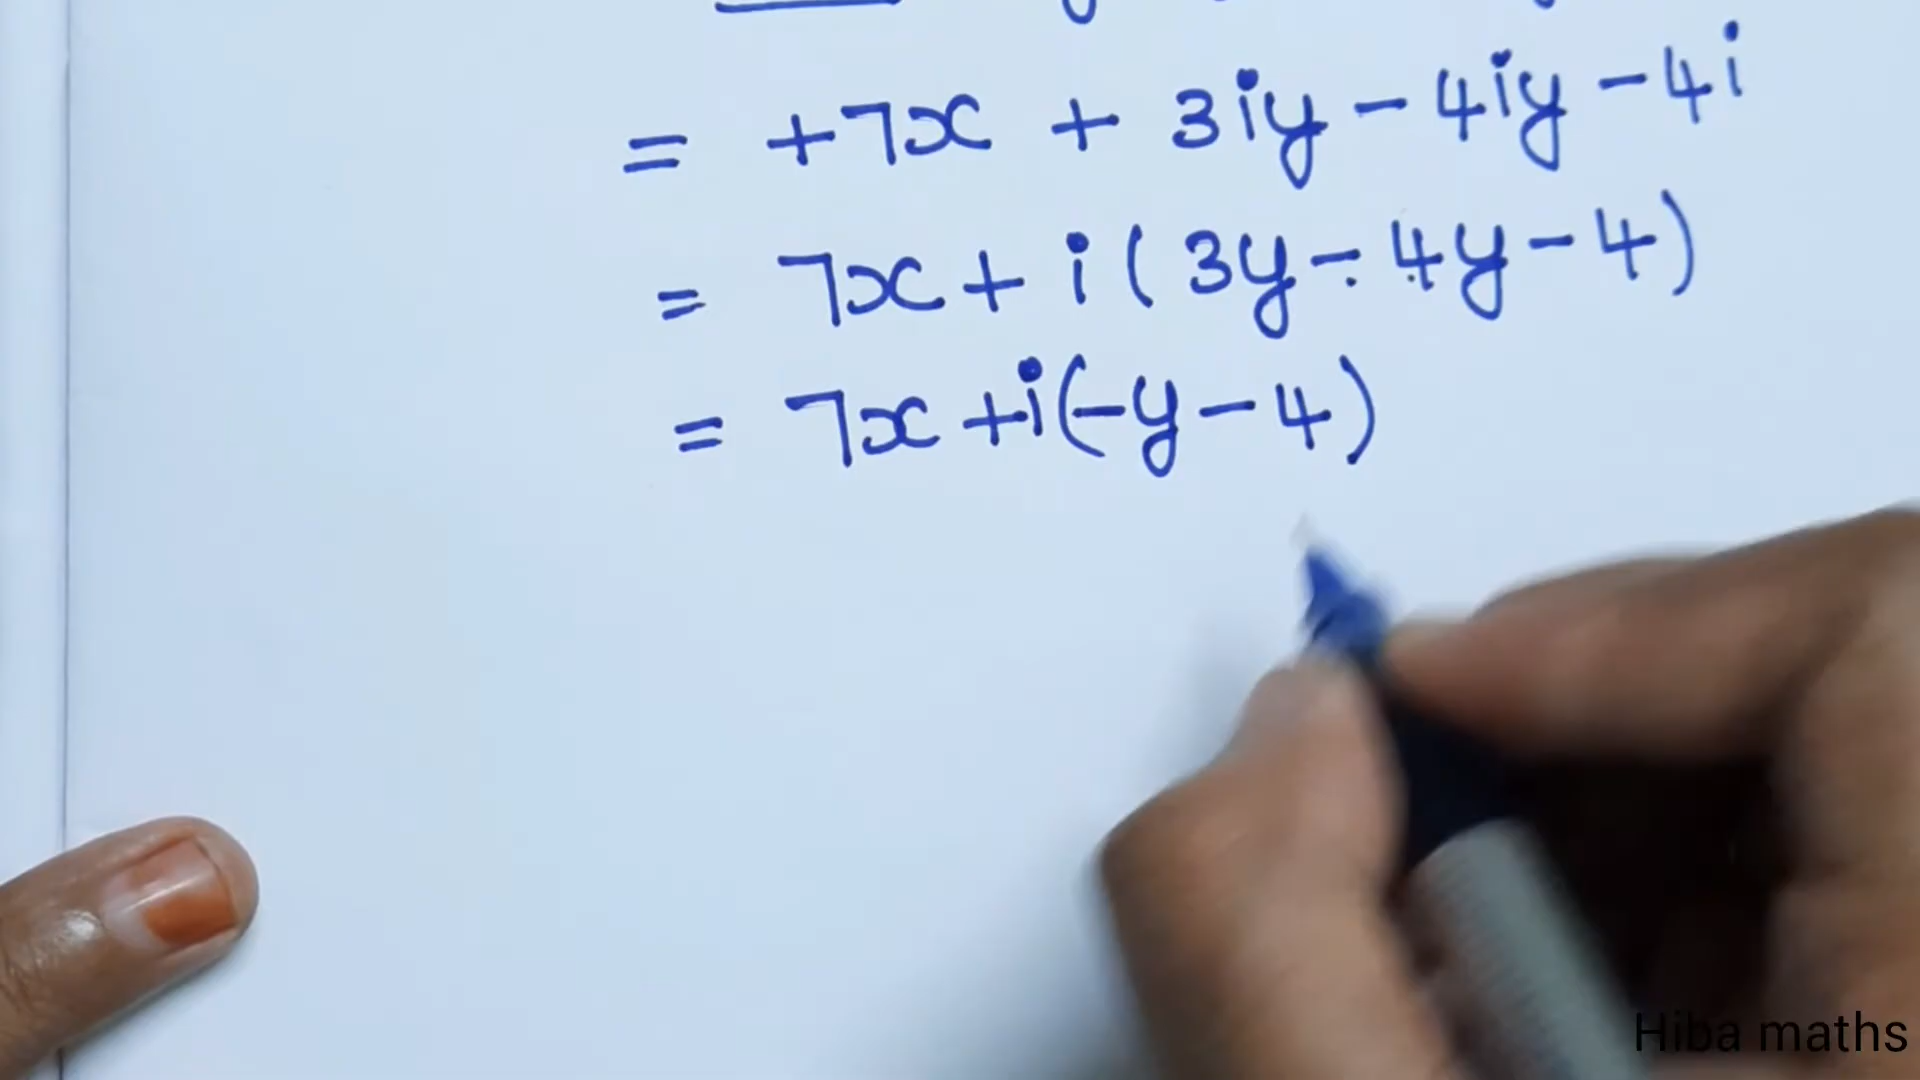 = +7x + 3iy - 4iy - 4i
= 7x + i(3y - 4y - 4)
= 7x + i(-y - 4)
Hiba maths